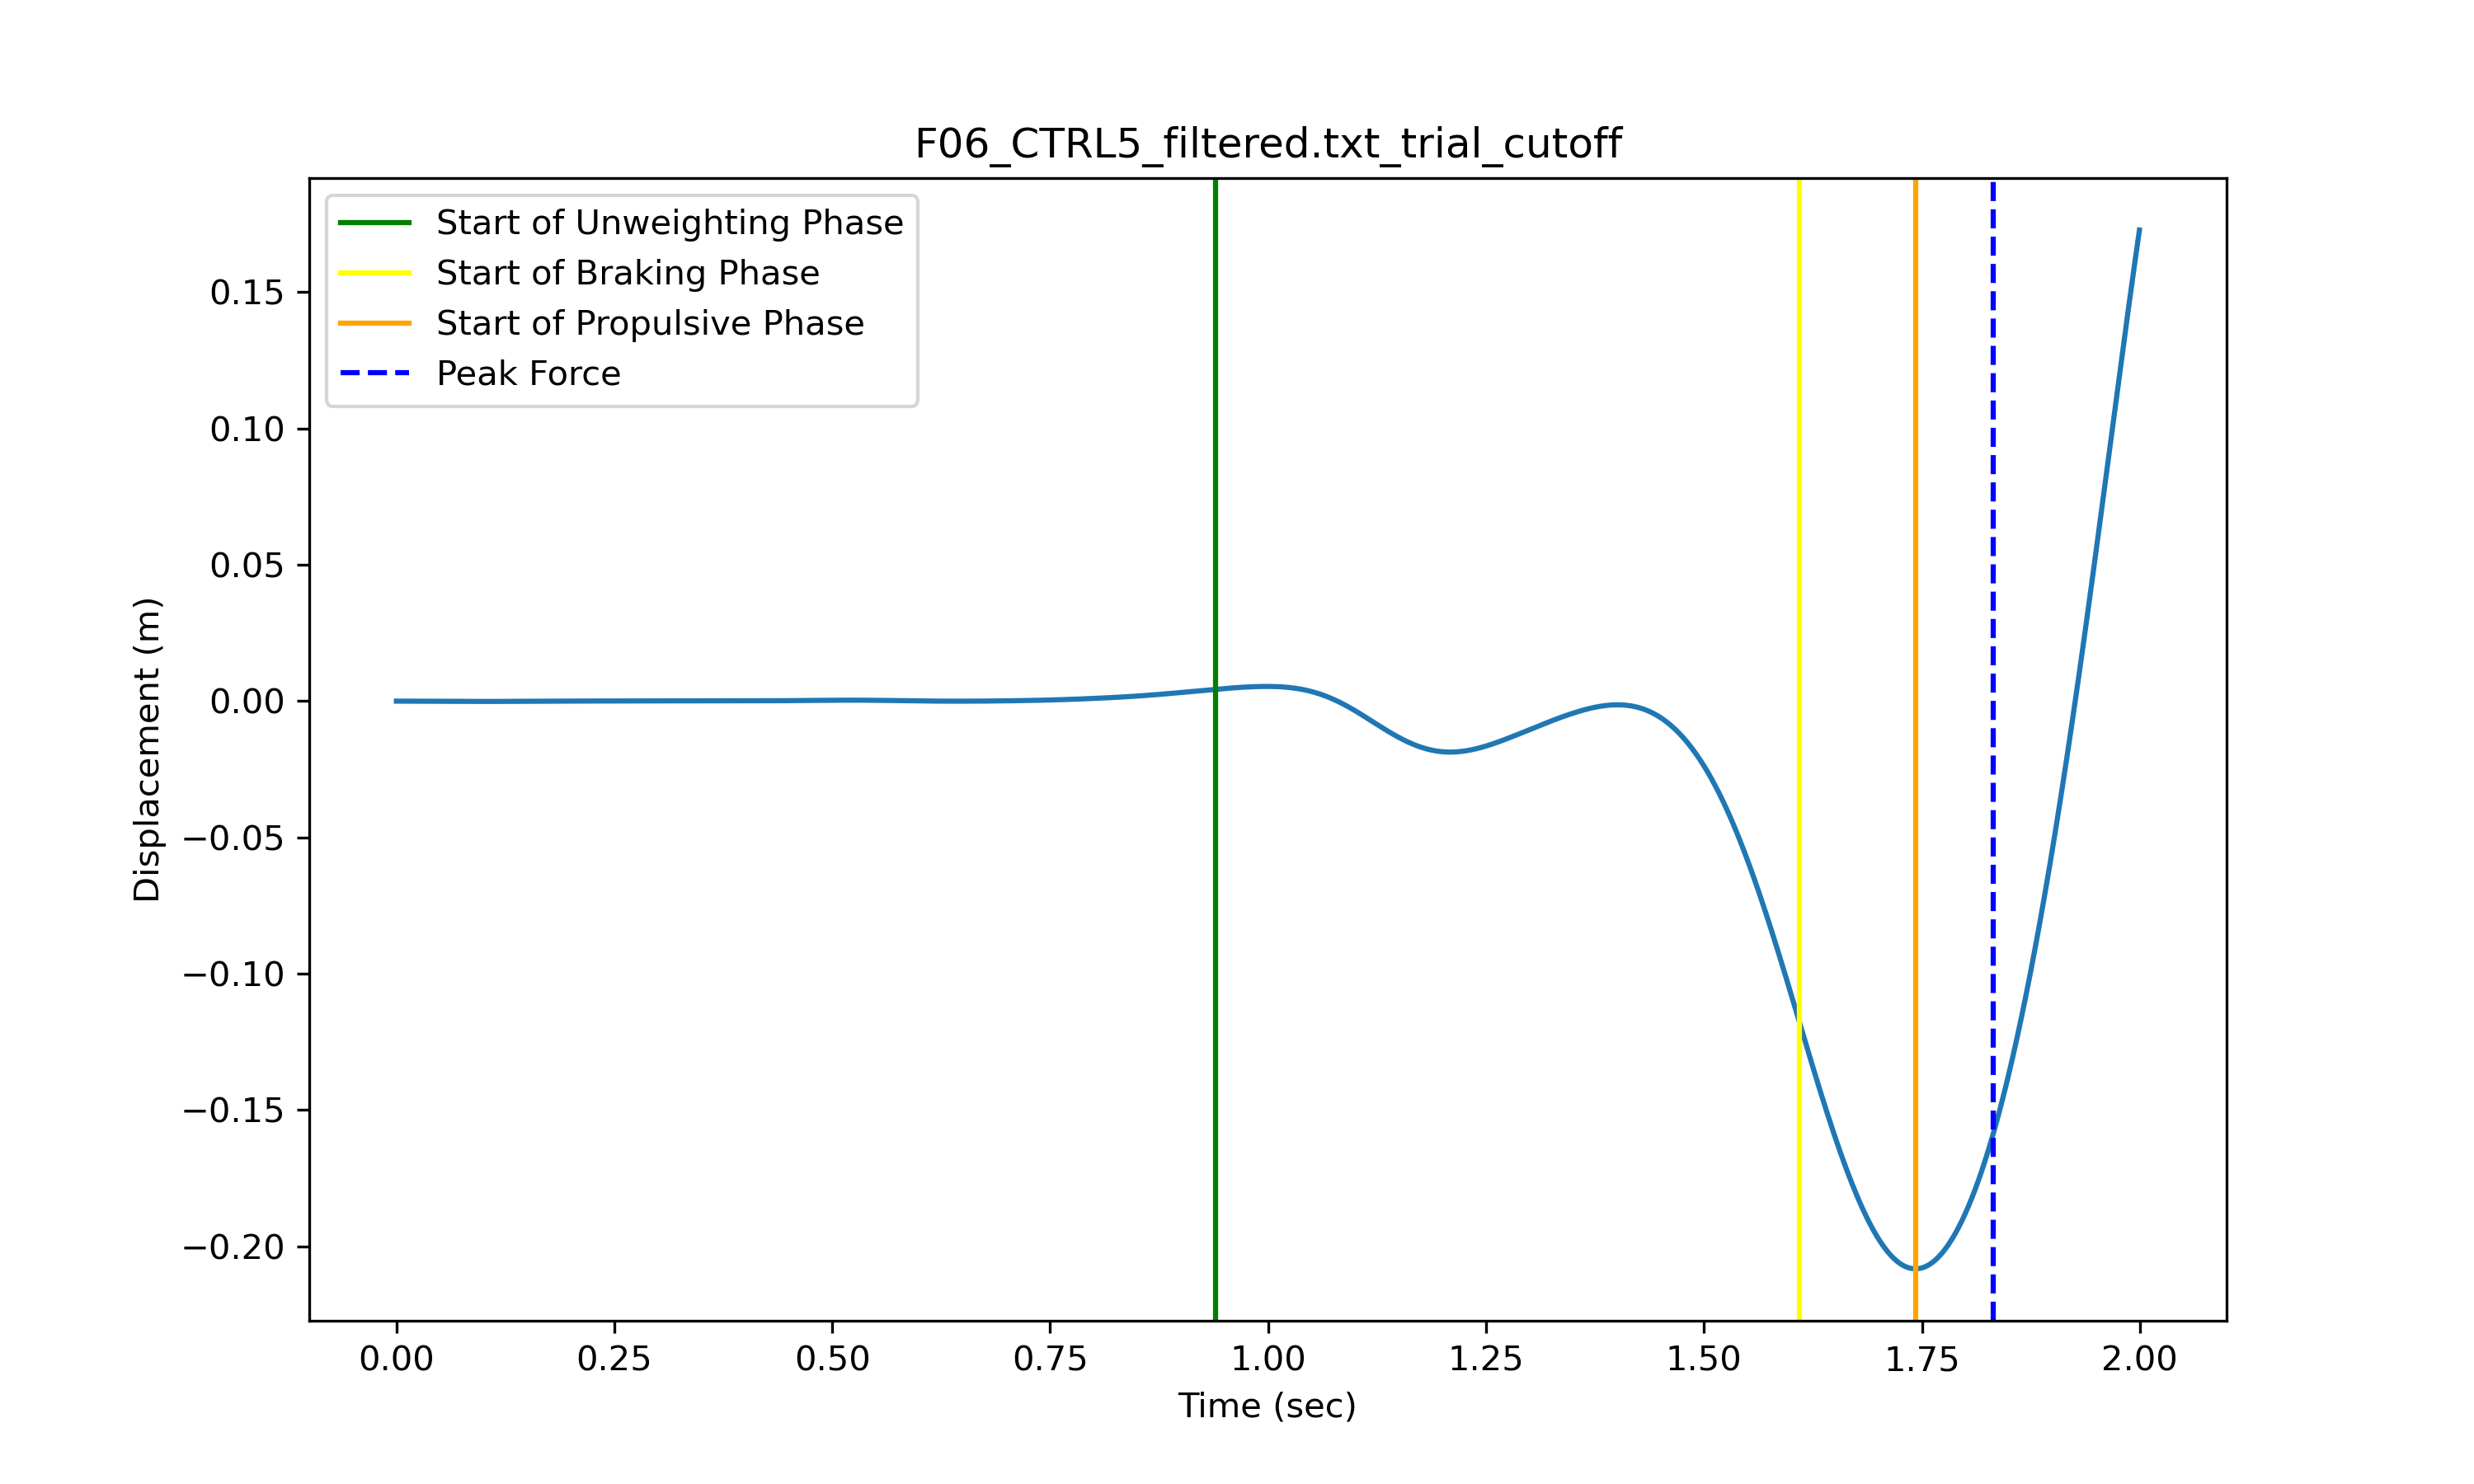 F06_CTRL5_filtered.txt_trial_cutoff
Start of Unweighting Phase
Start of Braking Phase
Start of Propulsive Phase
Peak Force
0.15
0.10
0.05
0.00
−0.05
−0.10
−0.15
−0.20
Displacement (m)
0.00 0.25 0.50 0.75 1.00 1.25 1.50 1.75 2.00
Time (sec)